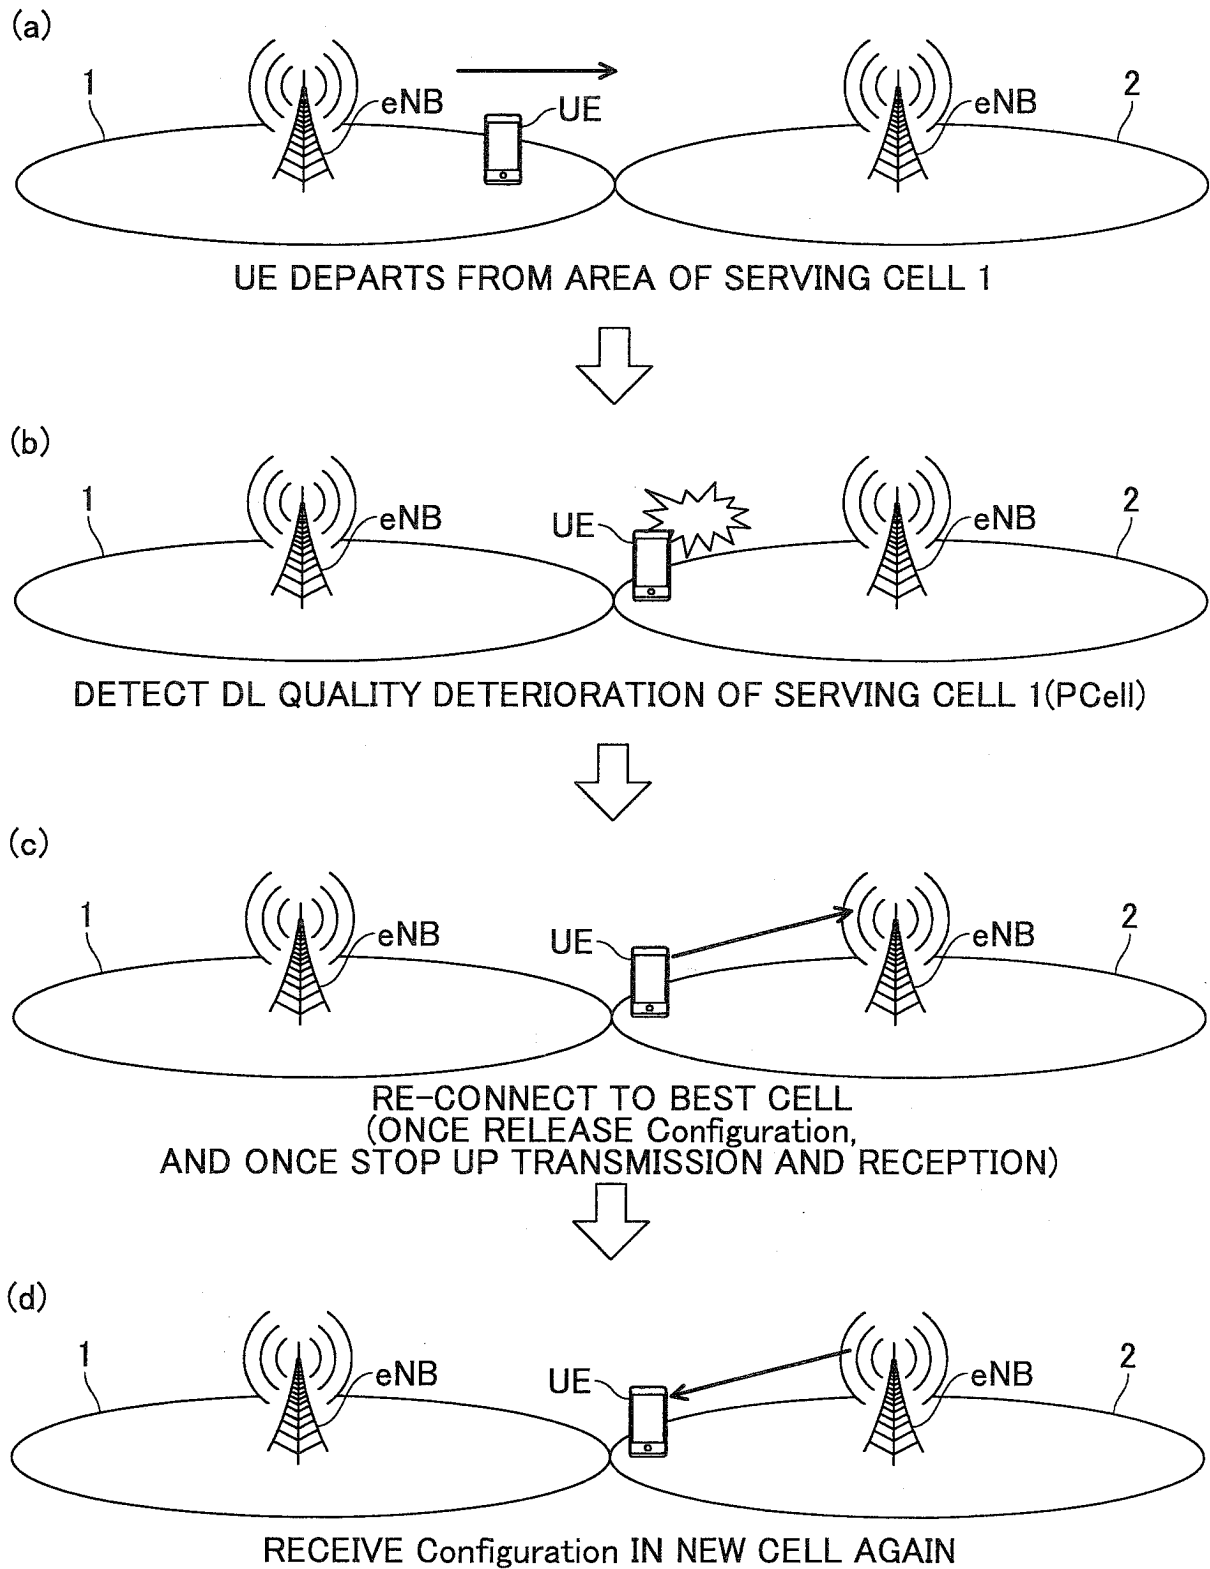 (a)
1
eNB
UE
eNB
2
UE DEPARTS FROM AREA OF SERVING CELL 1
(b)
1
eNB
UE
eNB
2
DETECT DL QUALITY DETERIORATION OF SERVING CELL 1(PCell)
(c)
1
eNB
UE
eNB
2
RE-CONNECT TO BEST CELL
(ONCE RELEASE Configuration,
AND ONCE STOP UP TRANSMISSION AND RECEPTION)
(d)
1
eNB
UE
eNB
2
RECEIVE Configuration IN NEW CELL AGAIN